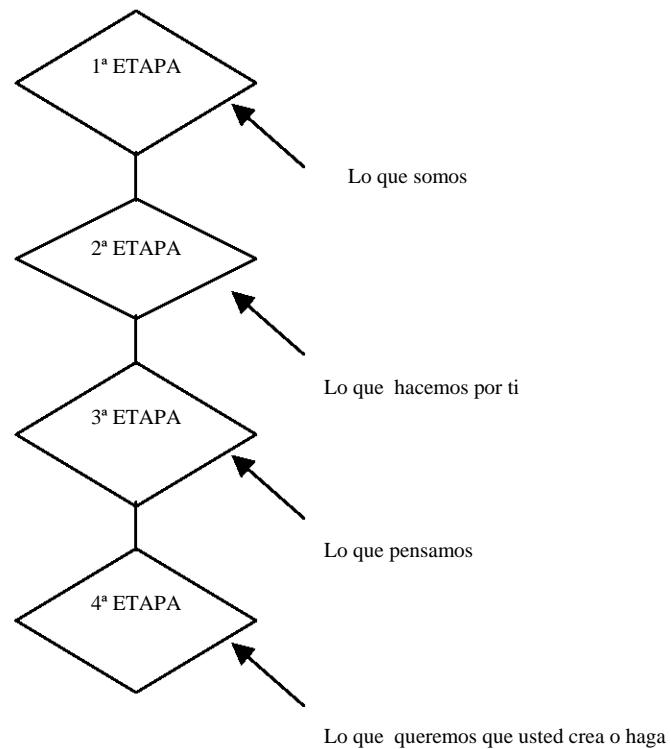 1ª ETAPA
Lo que somos
2ª ETAPA
Lo que hacemos por ti
3ª ETAPA
Lo que pensamos
4ª ETAPA
Lo que queremos que usted crea o haga